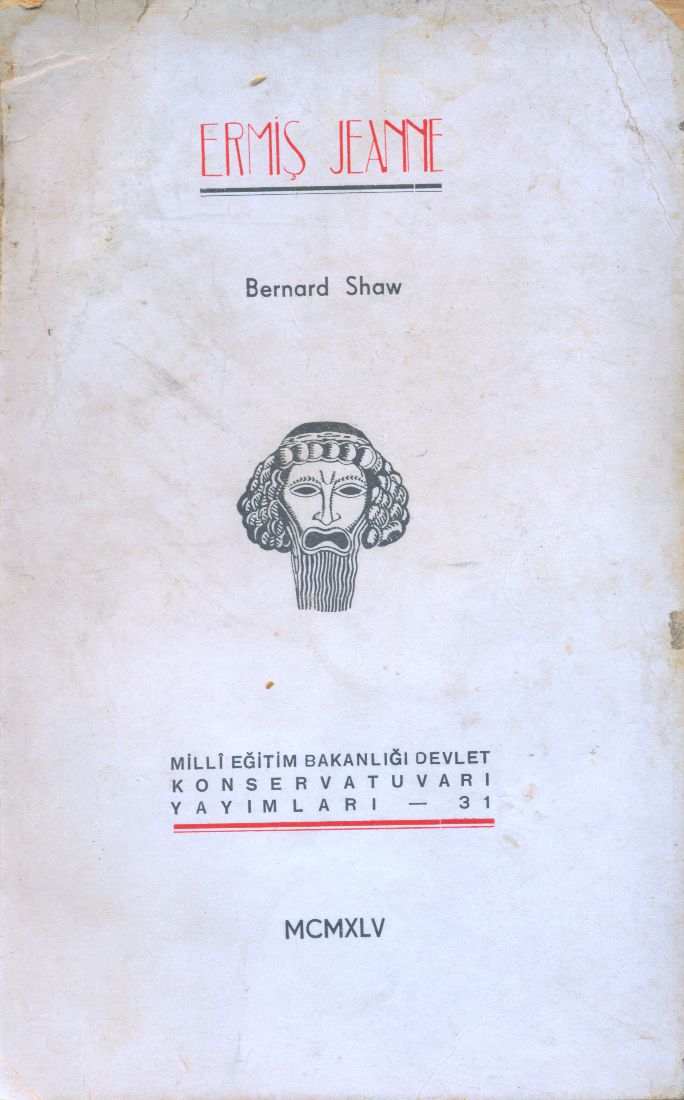 ERMİŞ JEANNE
Bernard Shaw
MİLLÎ EĞİTİM BAKANLIĞI DEVLET
KONSERVATUVARI
YAYIMLARI — 31
MCMXLV